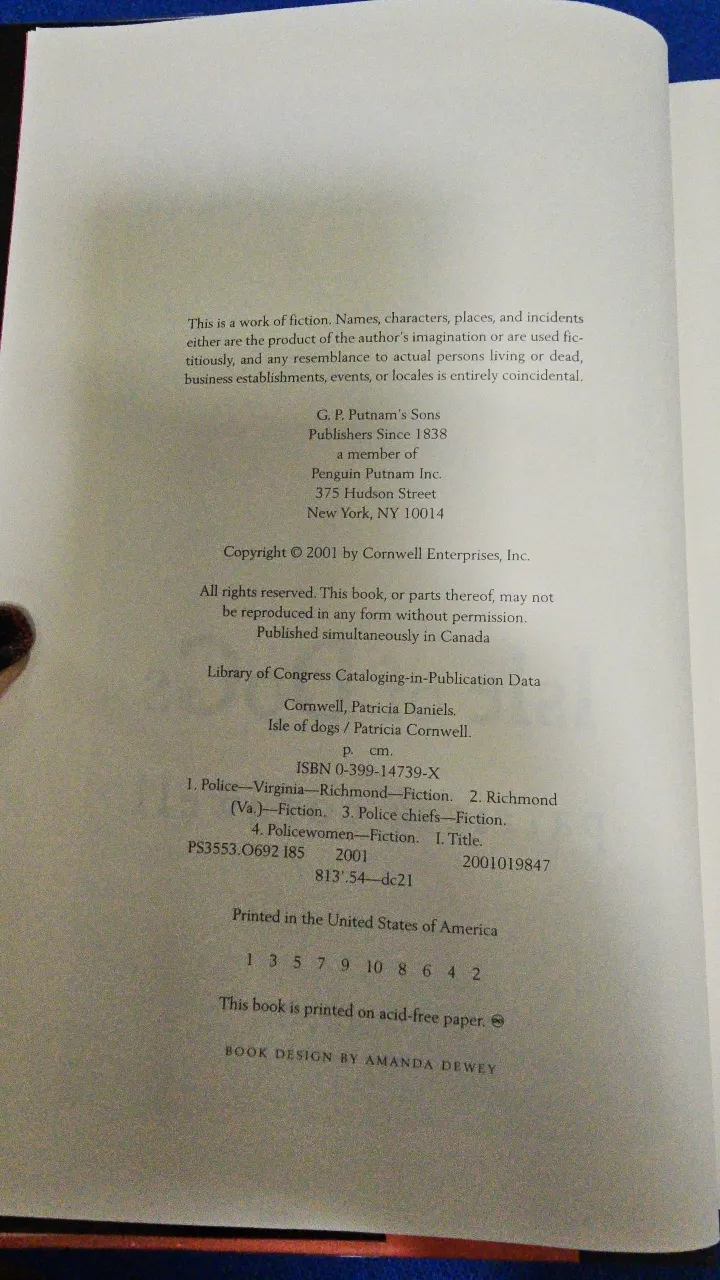 This is a work of fiction. Names, characters, places, and incidents
either are the product of the author's imagination or are used fic-
titiously, and any resemblance to actual persons living or dead,
business establishments, events, or locales is entirely coincidental.
G. P. Putnam's Sons
Publishers Since 1838
a member of
Penguin Putnam Inc.
375 Hudson Street
New York, NY 10014
Copyright © 2001 by Cornwell Enterprises, Inc.
All rights reserved. This book, or parts thereof, may not
be reproduced in any form without permission.
Published simultaneously in Canada
Library of Congress Cataloging-in-Publication Data
Cornwell, Patricia Daniels.
Isle of dogs / Patricia Cornwell.
p. cm.
ISBN 0-399-14739-X
1. Police—Virginia—Richmond—Fiction. 2. Richmond
(Va.)—Fiction. 3. Police chiefs—Fiction.
4. Policewomen—Fiction. I. Title.
PS3553.O692 I85 2001 2001019847
813'.54—dc21
Printed in the United States of America
1 3 5 7 9 10 8 6 4 2
This book is printed on acid-free paper. ♾
BOOK DESIGN BY AMANDA DEWEY